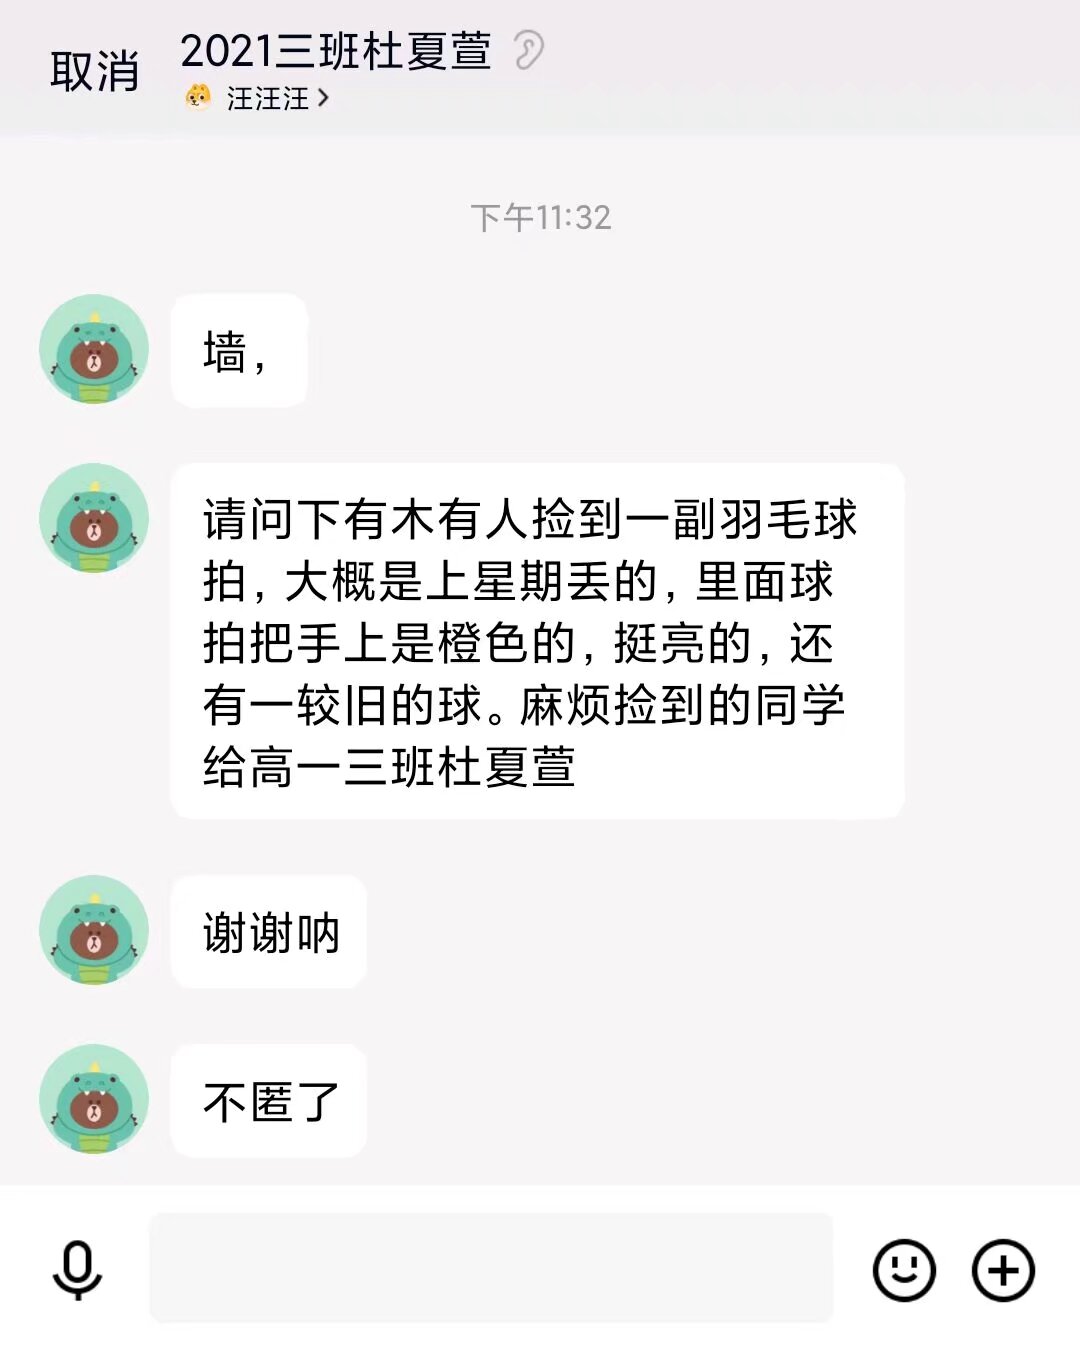 取消
2021三班杜夏萱
汪汪汪
下午11:32
墙，
请问下有木有人捡到一副羽毛球
拍，大概是上星期丢的，里面球
拍把手上是橙色的，挺亮的，还
有一较旧的球。麻烦捡到的同学
给高一三班杜夏萱
谢谢呐
不匿了